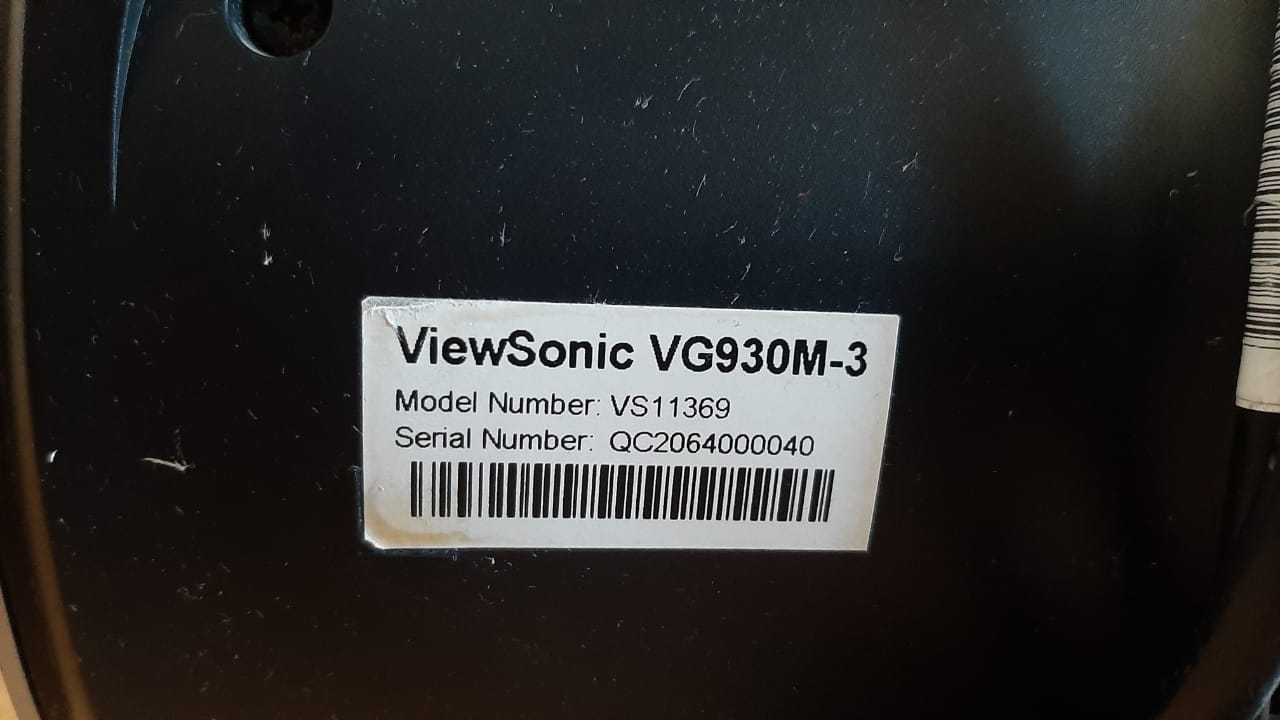 ViewSonic VG930M-3
Model Number: VS11369
Serial Number: QC2064000040